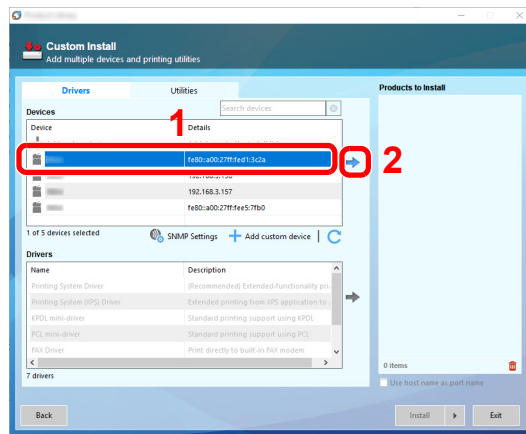 Custom Install
Add multiple devices and printing utilities
Drivers
Utilities
Products to Install
Devices
Search devices
1
Device
Details
fe80::a00:27ff:fed1:3c2a
2
192.168.3.157
fe80::a00:27ff:fee5:7fb0
1 of 5 devices selected
SNMP Settings
Add custom device
Drivers
Name
Description
Printing System Driver
(Recommended) Extended-functionality pri
Printing System (XPS) Driver
Extended printing from XPS application to
KPDL mini-driver
Standard printing support using KPDL
PCL mini-driver
Standard printing support using PCL
FAX Driver
Print directly to built-in FAX modem
7 drivers
0 items
Use host name as port name
Back
Install
Exit